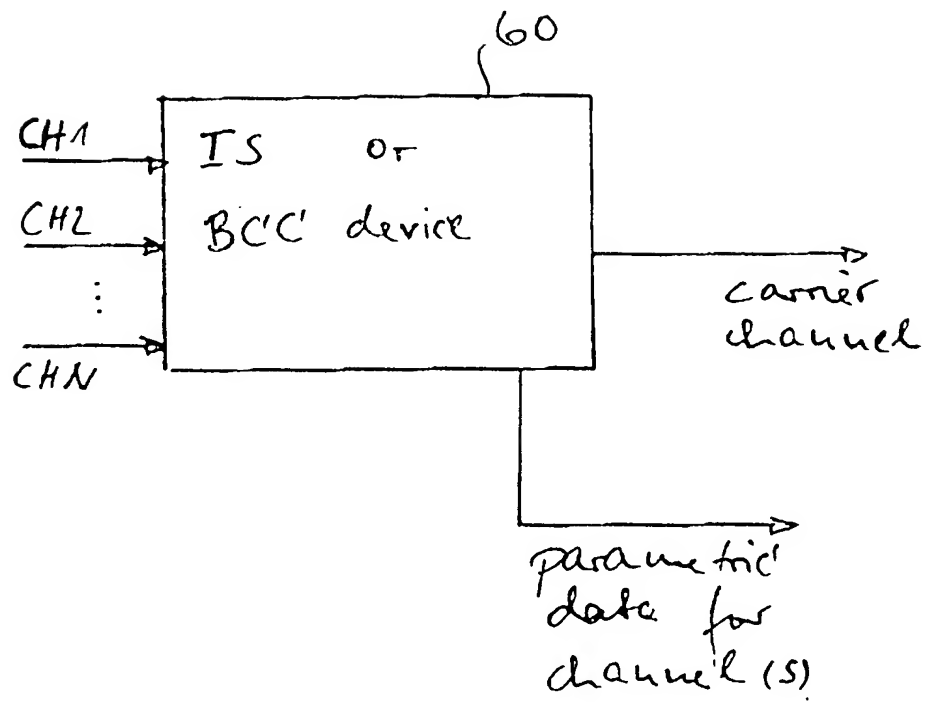 60
CH1
IS or
CH2
BCC device
⋮
CHN
carrier
channel
parametric
data for
channel (s)